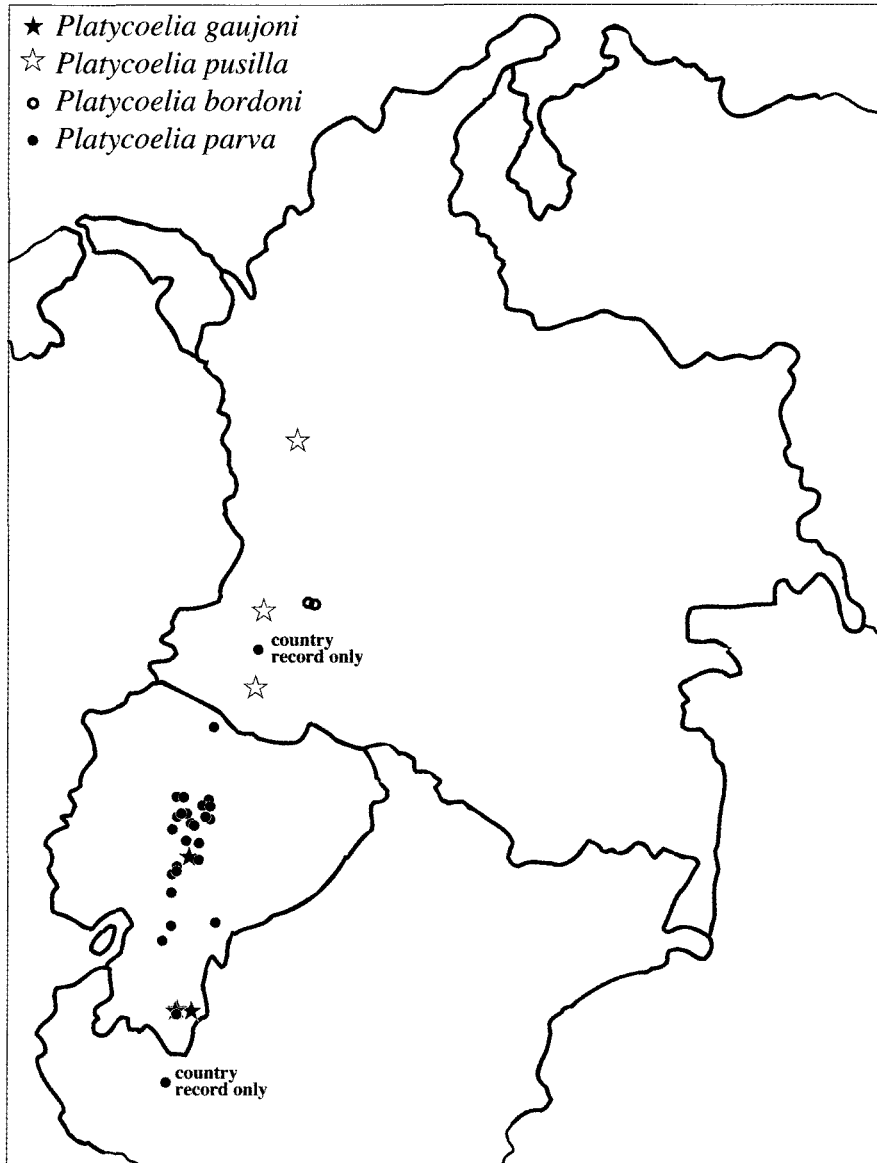 Platycoelia gaujoni
Platycoelia pusilla
Platycoelia bordoni
Platycoelia parva
country
record only
country
record only